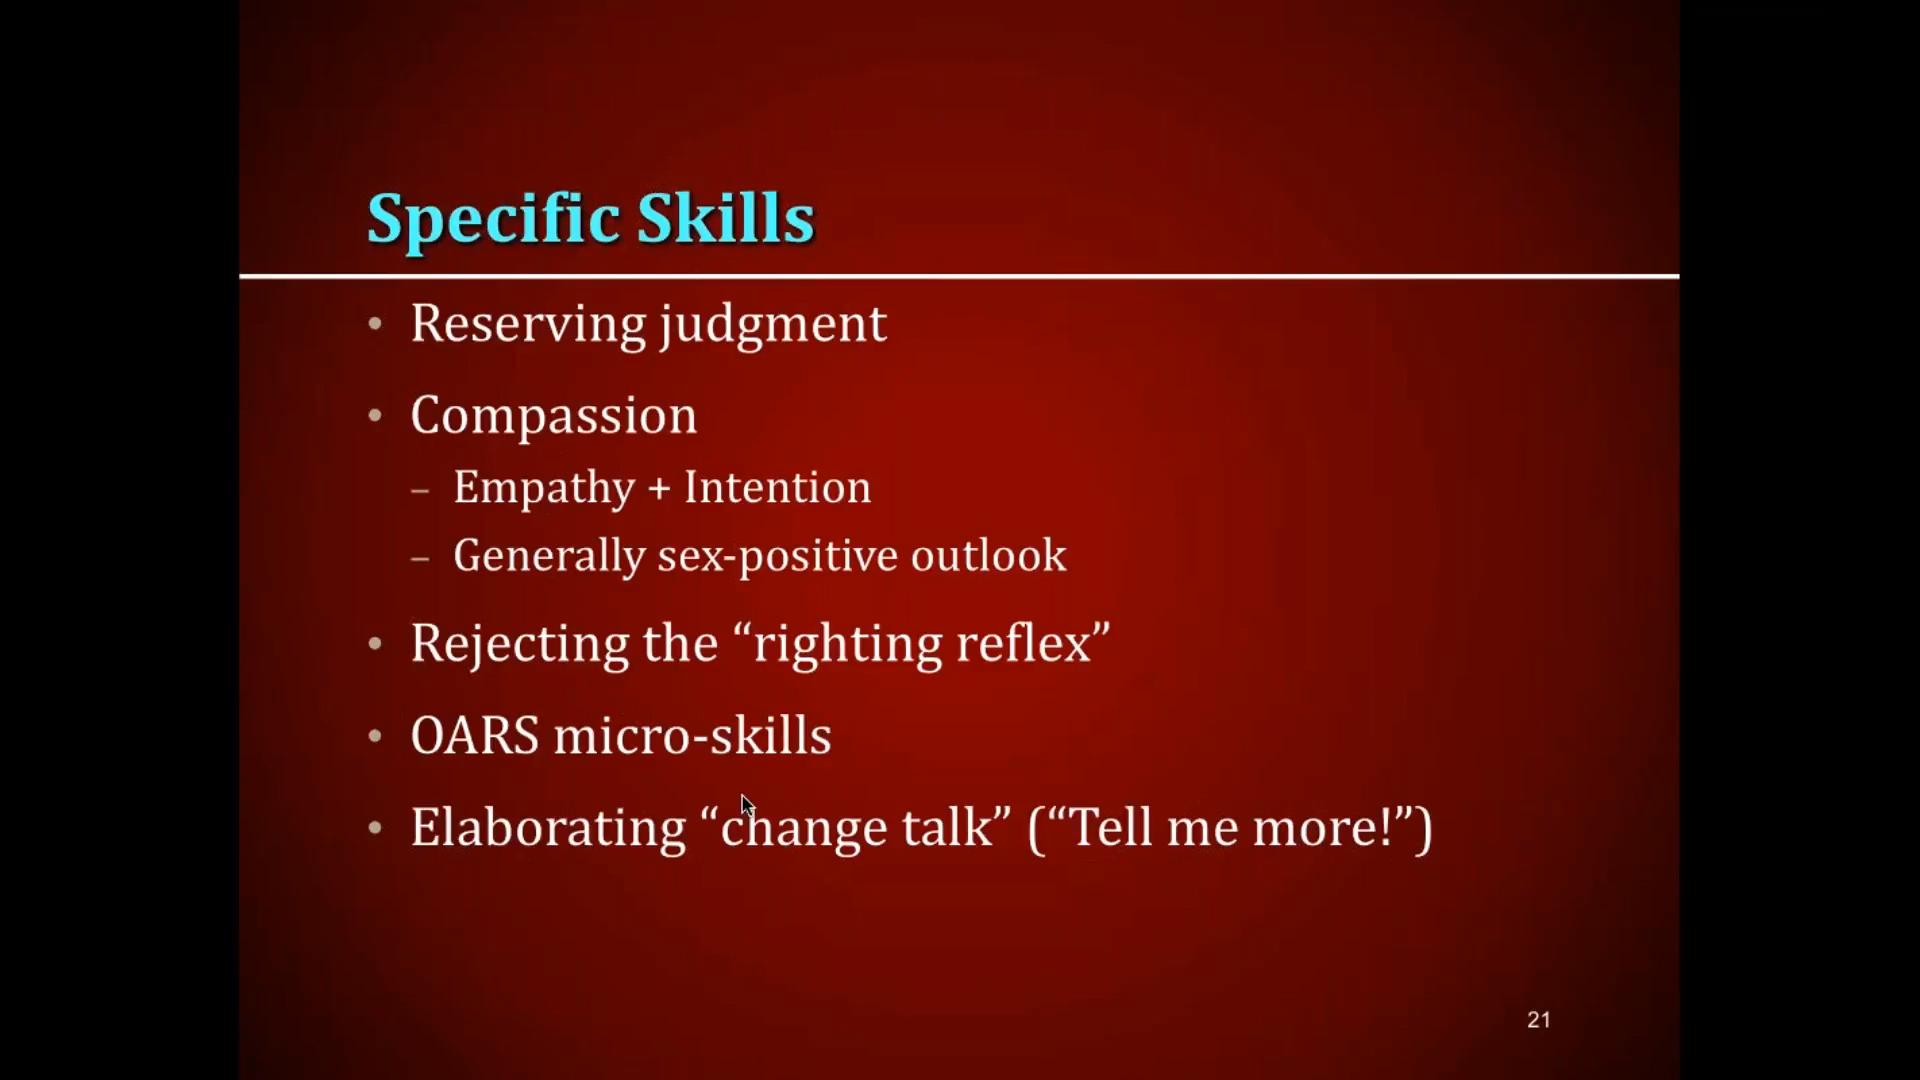 Specific Skills
• Reserving judgment
• Compassion
– Empathy + Intention
– Generally sex-positive outlook
• Rejecting the “righting reflex”
• OARS micro-skills
• Elaborating “change talk” (“Tell me more!”)
21